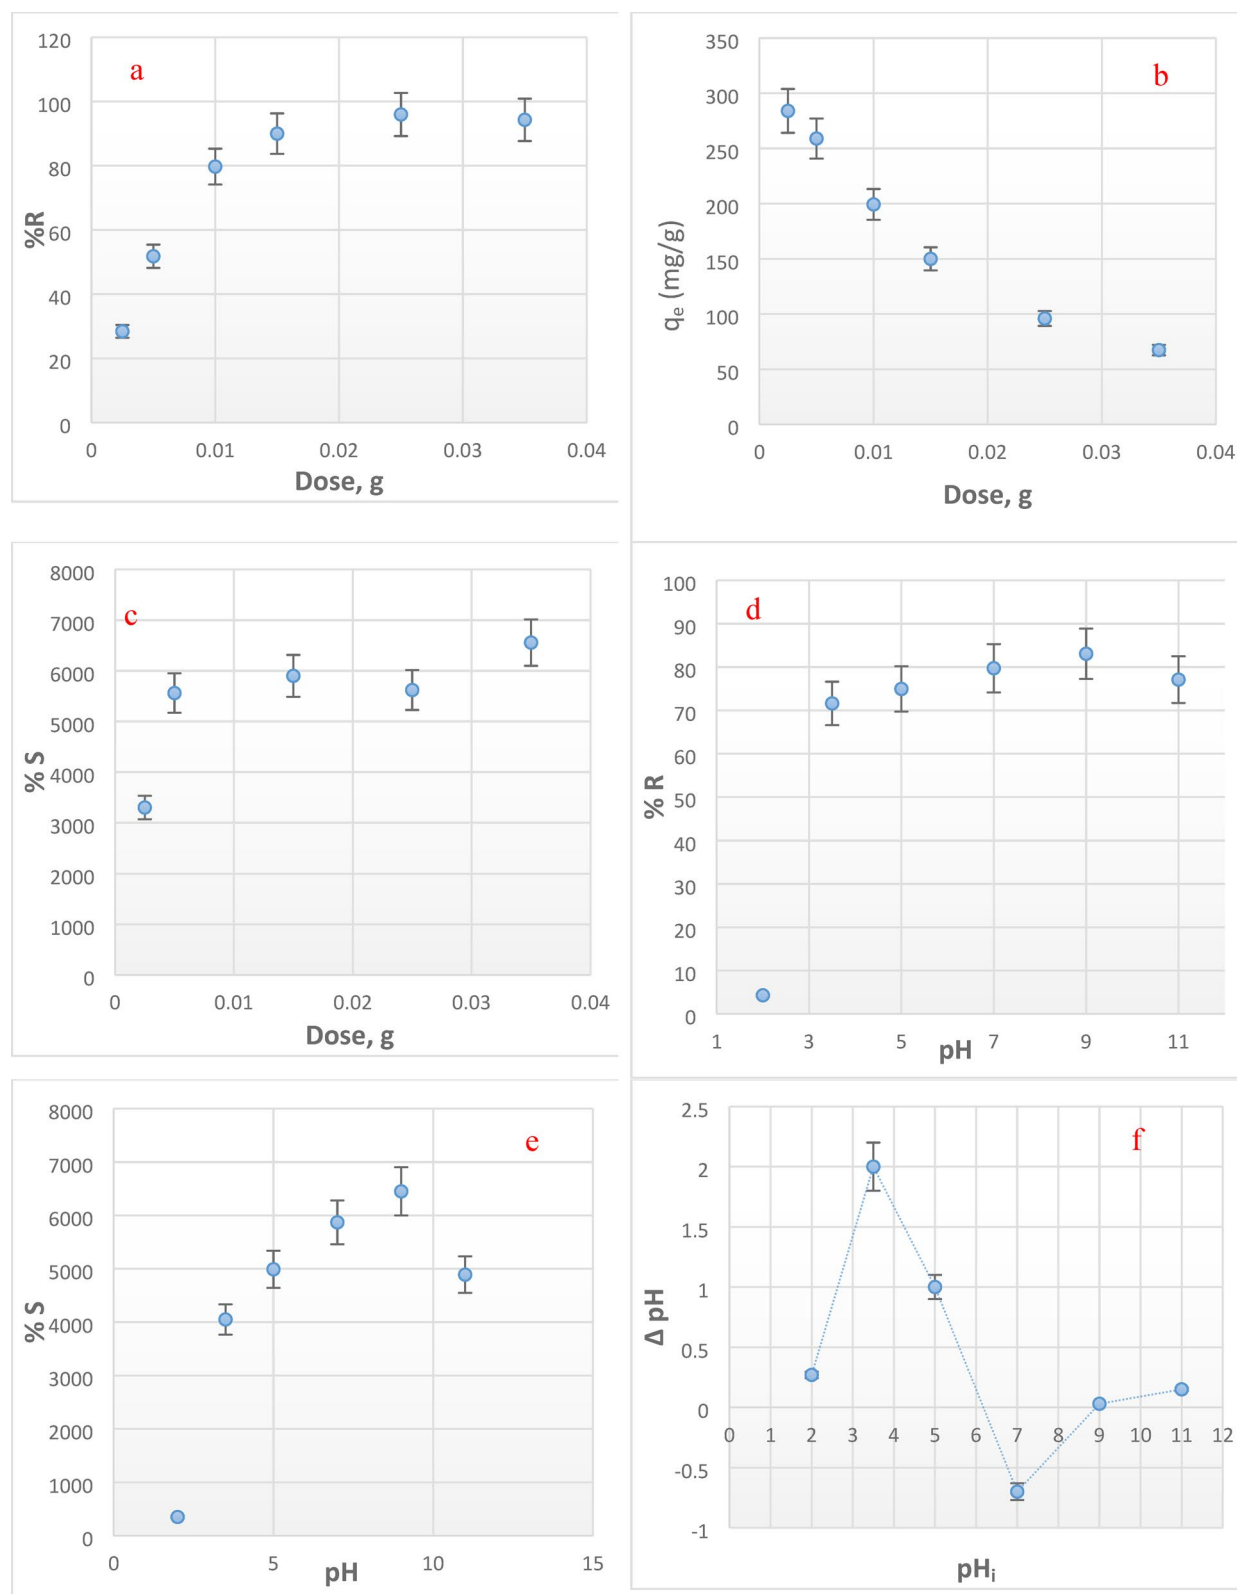 120
a
100
80
%R
60
40
20
0
0 0.01 0.02 0.03 0.04
Dose, g
350
b
300
250
200
qₑ (mg/g)
150
100
50
0
0 0.01 0.02 0.03 0.04
Dose, g
8000
c
7000
6000
5000
% S
4000
3000
2000
1000
0
0 0.01 0.02 0.03 0.04
Dose, g
100
d
90
80
70
60
% R
50
40
30
20
10
0
1 3 5 7 9 11
pH
8000
e
7000
6000
5000
% S
4000
3000
2000
1000
0
0 5 10 15
pH
2.5
f
2
1.5
1
Δ pH
0.5
0
0 1 2 3 4 5 6 7 8 9 10 11 12
-0.5
-1
pHᵢ